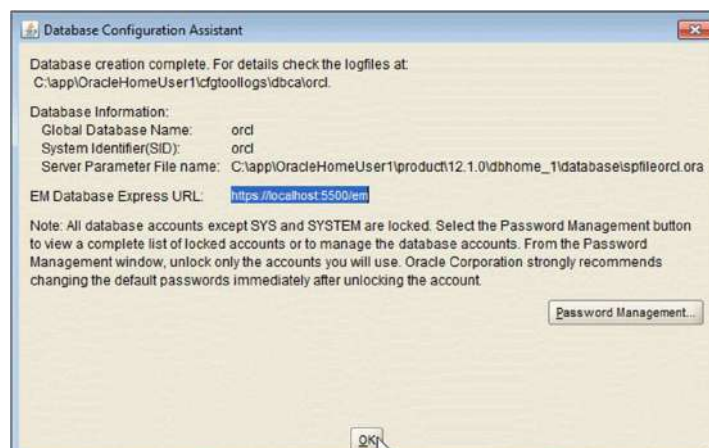 Database Configuration Assistant
Database creation complete. For details check the logfiles at:
C:\app\OracleHomeUser1\cfgtoollogs\dbca\orcl.
Database Information:
Global Database Name: orcl
System Identifier(SID): orcl
Server Parameter File name: C:\app\OracleHomeUser1\product\12.1.0\dbhome_1\database\spfileorcl.ora
EM Database Express URL: https://localhost:5500/em
Note: All database accounts except SYS and SYSTEM are locked. Select the Password Management button
to view a complete list of locked accounts or to manage the database accounts. From the Password
Management window, unlock only the accounts you will use. Oracle Corporation strongly recommends
changing the default passwords immediately after unlocking the account.
Password Management...
OK